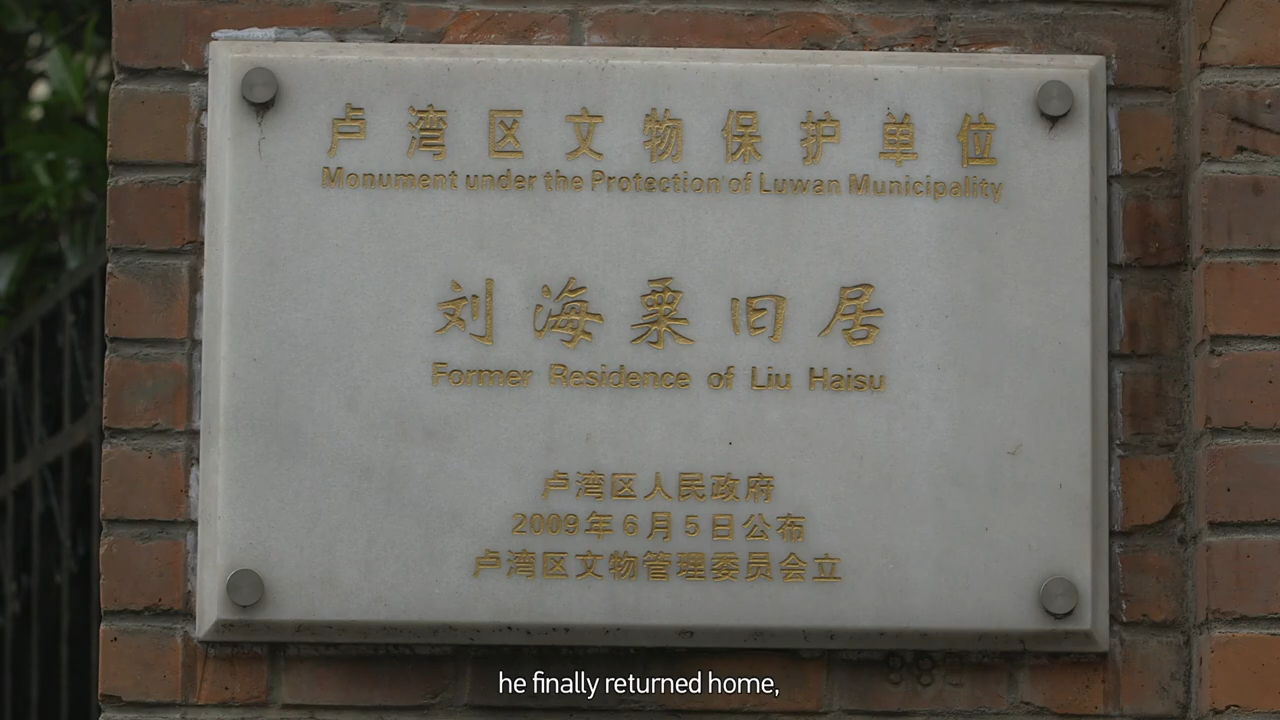 卢湾区文物保护单位
Monument under the Protection of Luwan Municipality
刘海粟旧居
Former Residence of Liu Haisu
卢湾区人民政府
2009年6月5日公布
卢湾区文物管理委员会立
he finally returned home,